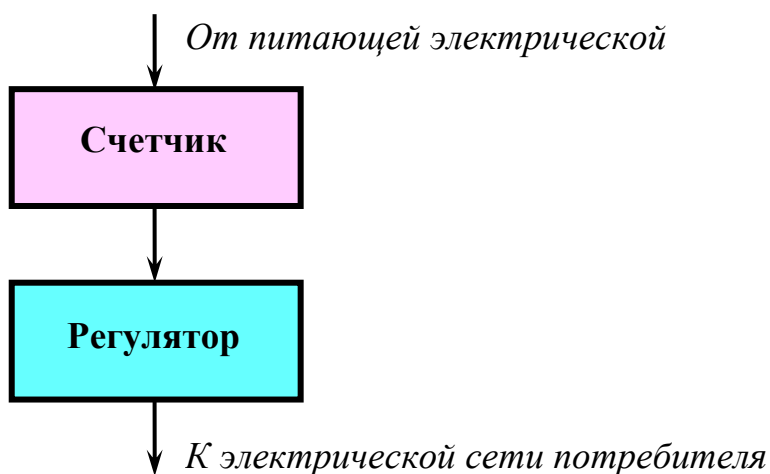 От питающей электрической
Счетчик
Регулятор
К электрической сети потребителя